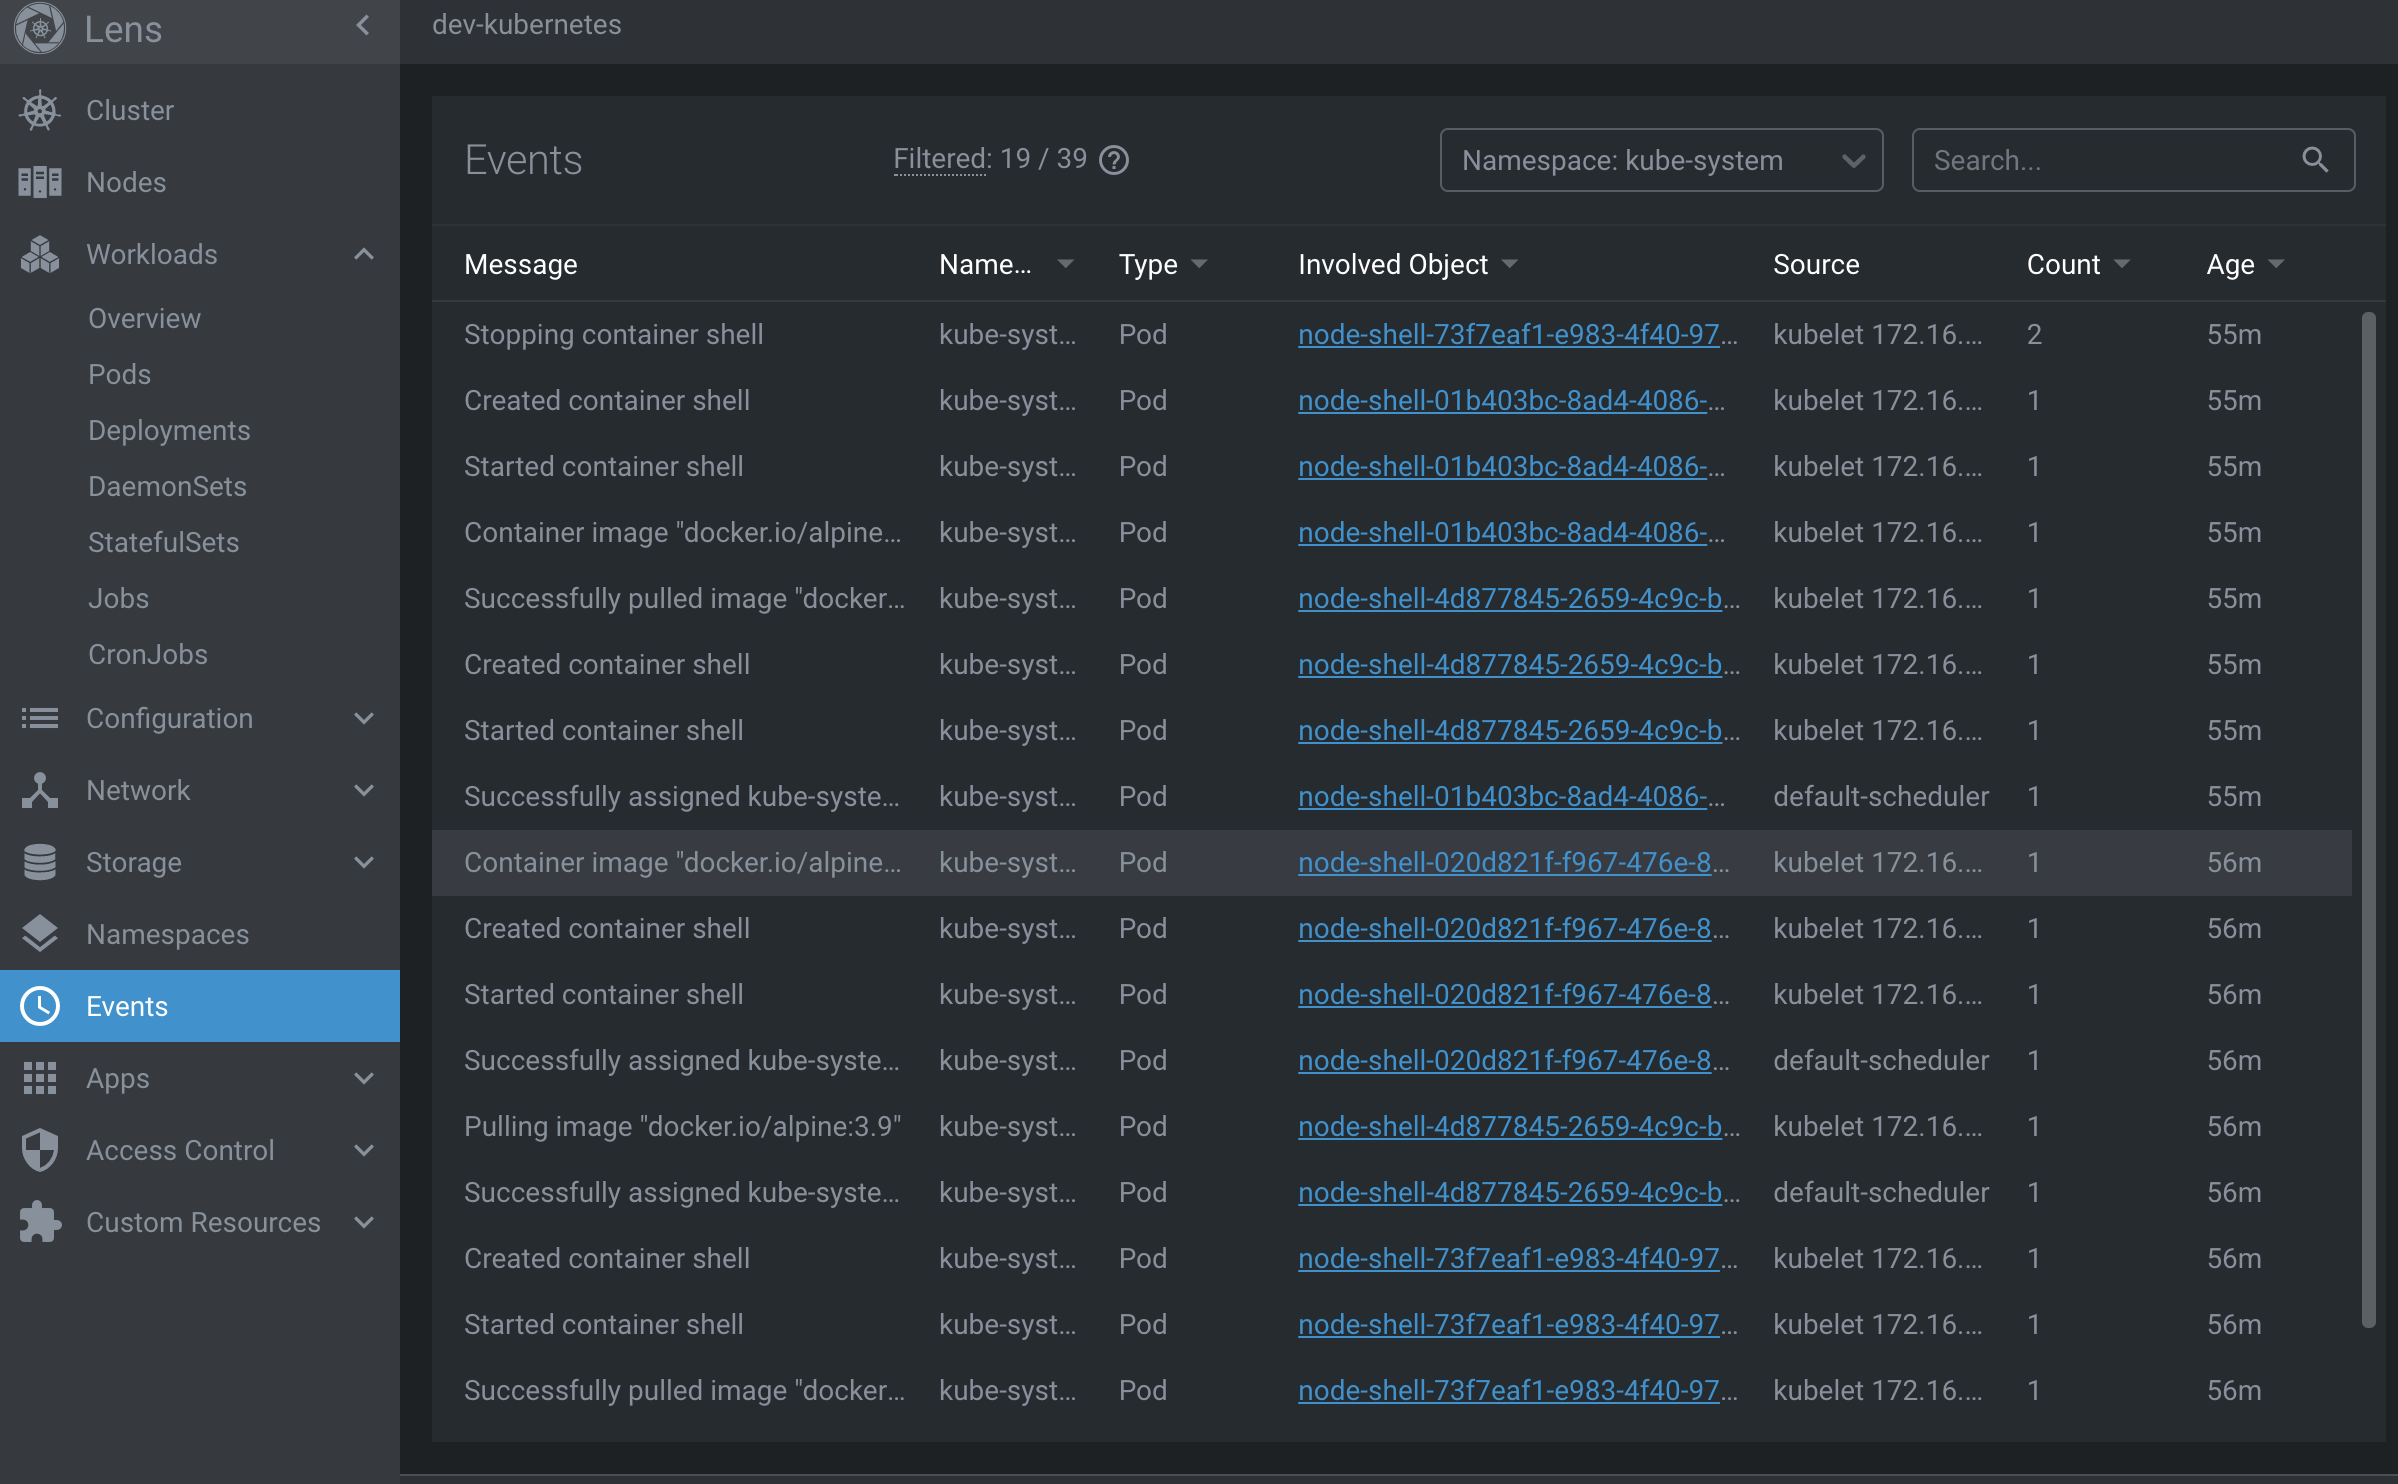 Lens
dev-kubernetes
Cluster
Nodes
Workloads
Overview
Pods
Deployments
DaemonSets
StatefulSets
Jobs
CronJobs
Configuration
Network
Storage
Namespaces
Events
Apps
Access Control
Custom Resources
Events Filtered: 19 / 39 Namespace: kube-system Search...
Message Name... Type Involved Object Source Count Age
Stopping container shell kube-syst... Pod node-shell-73f7eaf1-e983-4f40-97... kubelet 172.16.... 2 55m
Created container shell kube-syst... Pod node-shell-01b403bc-8ad4-4086-... kubelet 172.16.... 1 55m
Started container shell kube-syst... Pod node-shell-01b403bc-8ad4-4086-... kubelet 172.16.... 1 55m
Container image "docker.io/alpine... kube-syst... Pod node-shell-01b403bc-8ad4-4086-... kubelet 172.16.... 1 55m
Successfully pulled image "docker... kube-syst... Pod node-shell-4d877845-2659-4c9c-b... kubelet 172.16.... 1 55m
Created container shell kube-syst... Pod node-shell-4d877845-2659-4c9c-b... kubelet 172.16.... 1 55m
Started container shell kube-syst... Pod node-shell-4d877845-2659-4c9c-b... kubelet 172.16.... 1 55m
Successfully assigned kube-syste... kube-syst... Pod node-shell-01b403bc-8ad4-4086-... default-scheduler 1 55m
Container image "docker.io/alpine... kube-syst... Pod node-shell-020d821f-f967-476e-8... kubelet 172.16.... 1 56m
Created container shell kube-syst... Pod node-shell-020d821f-f967-476e-8... kubelet 172.16.... 1 56m
Started container shell kube-syst... Pod node-shell-020d821f-f967-476e-8... kubelet 172.16.... 1 56m
Successfully assigned kube-syste... kube-syst... Pod node-shell-020d821f-f967-476e-8... default-scheduler 1 56m
Pulling image "docker.io/alpine:3.9" kube-syst... Pod node-shell-4d877845-2659-4c9c-b... kubelet 172.16.... 1 56m
Successfully assigned kube-syste... kube-syst... Pod node-shell-4d877845-2659-4c9c-b... default-scheduler 1 56m
Created container shell kube-syst... Pod node-shell-73f7eaf1-e983-4f40-97... kubelet 172.16.... 1 56m
Started container shell kube-syst... Pod node-shell-73f7eaf1-e983-4f40-97... kubelet 172.16.... 1 56m
Successfully pulled image "docker... kube-syst... Pod node-shell-73f7eaf1-e983-4f40-97... kubelet 172.16.... 1 56m